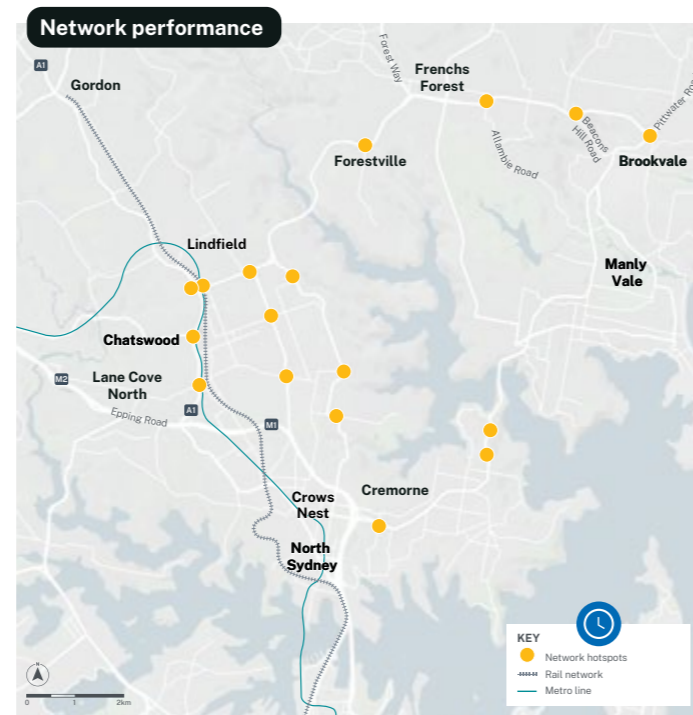 Network performance
A1
Gordon
Forest Way
Frenchs
Forest
Pittwater Road
Beacons
Hill Road
Allambie Road
Forestville
Brookvale
Lindfield
Manly
Vale
Chatswood
M2
Lane Cove
North
A1
Epping Road
M1
Crows
Nest
Cremorne
North
Sydney
KEY
Network hotspots
Rail network
Metro line
N
0 1 2km